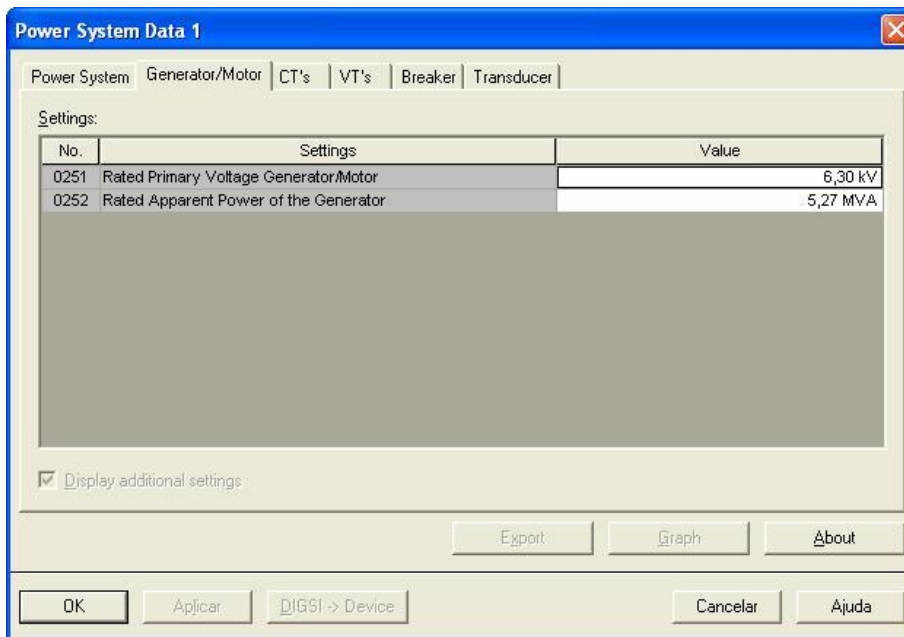 Power System Data 1
Power System Generator/Motor CT's VT's Breaker Transducer
Settings:
No. Settings Value
0251 Rated Primary Voltage Generator/Motor 6,30 kV
0252 Rated Apparent Power of the Generator 5,27 MVA
Display additional settings
Export Graph About
OK Aplicar DIGSI -> Device Cancelar Ajuda